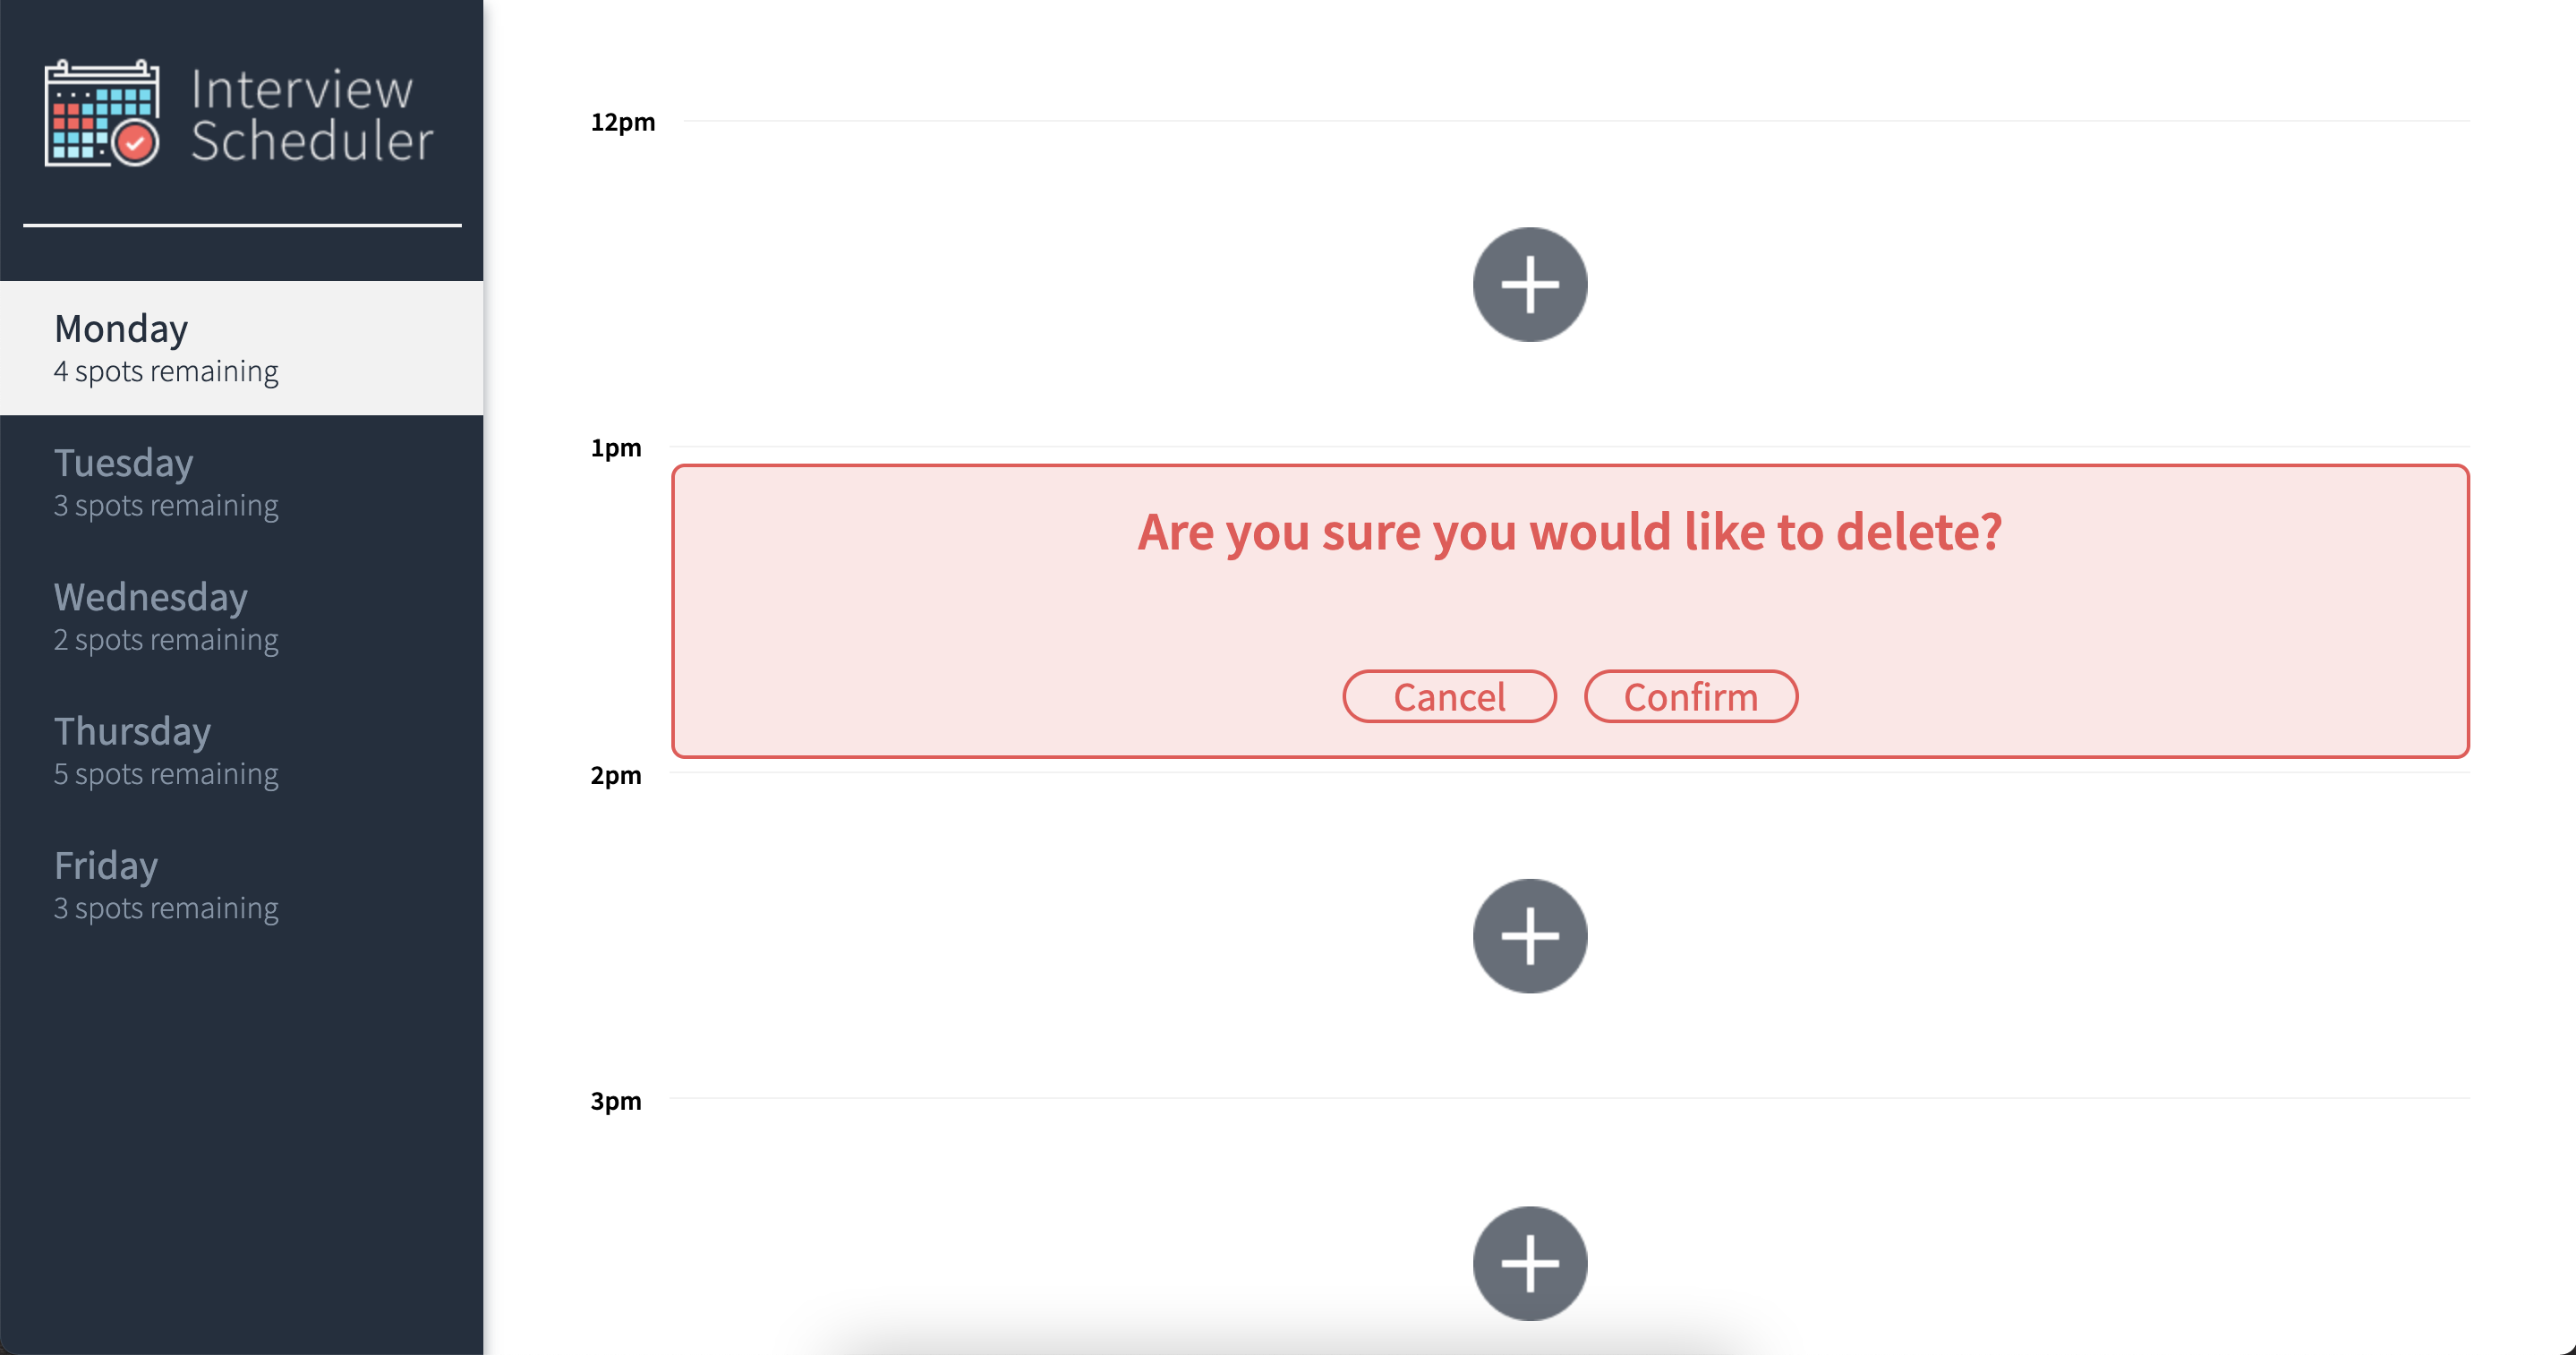 Interview
Scheduler
Monday
4 spots remaining
Tuesday
3 spots remaining
Wednesday
2 spots remaining
Thursday
5 spots remaining
Friday
3 spots remaining
12pm
1pm
Are you sure you would like to delete?
Cancel Confirm
2pm
3pm